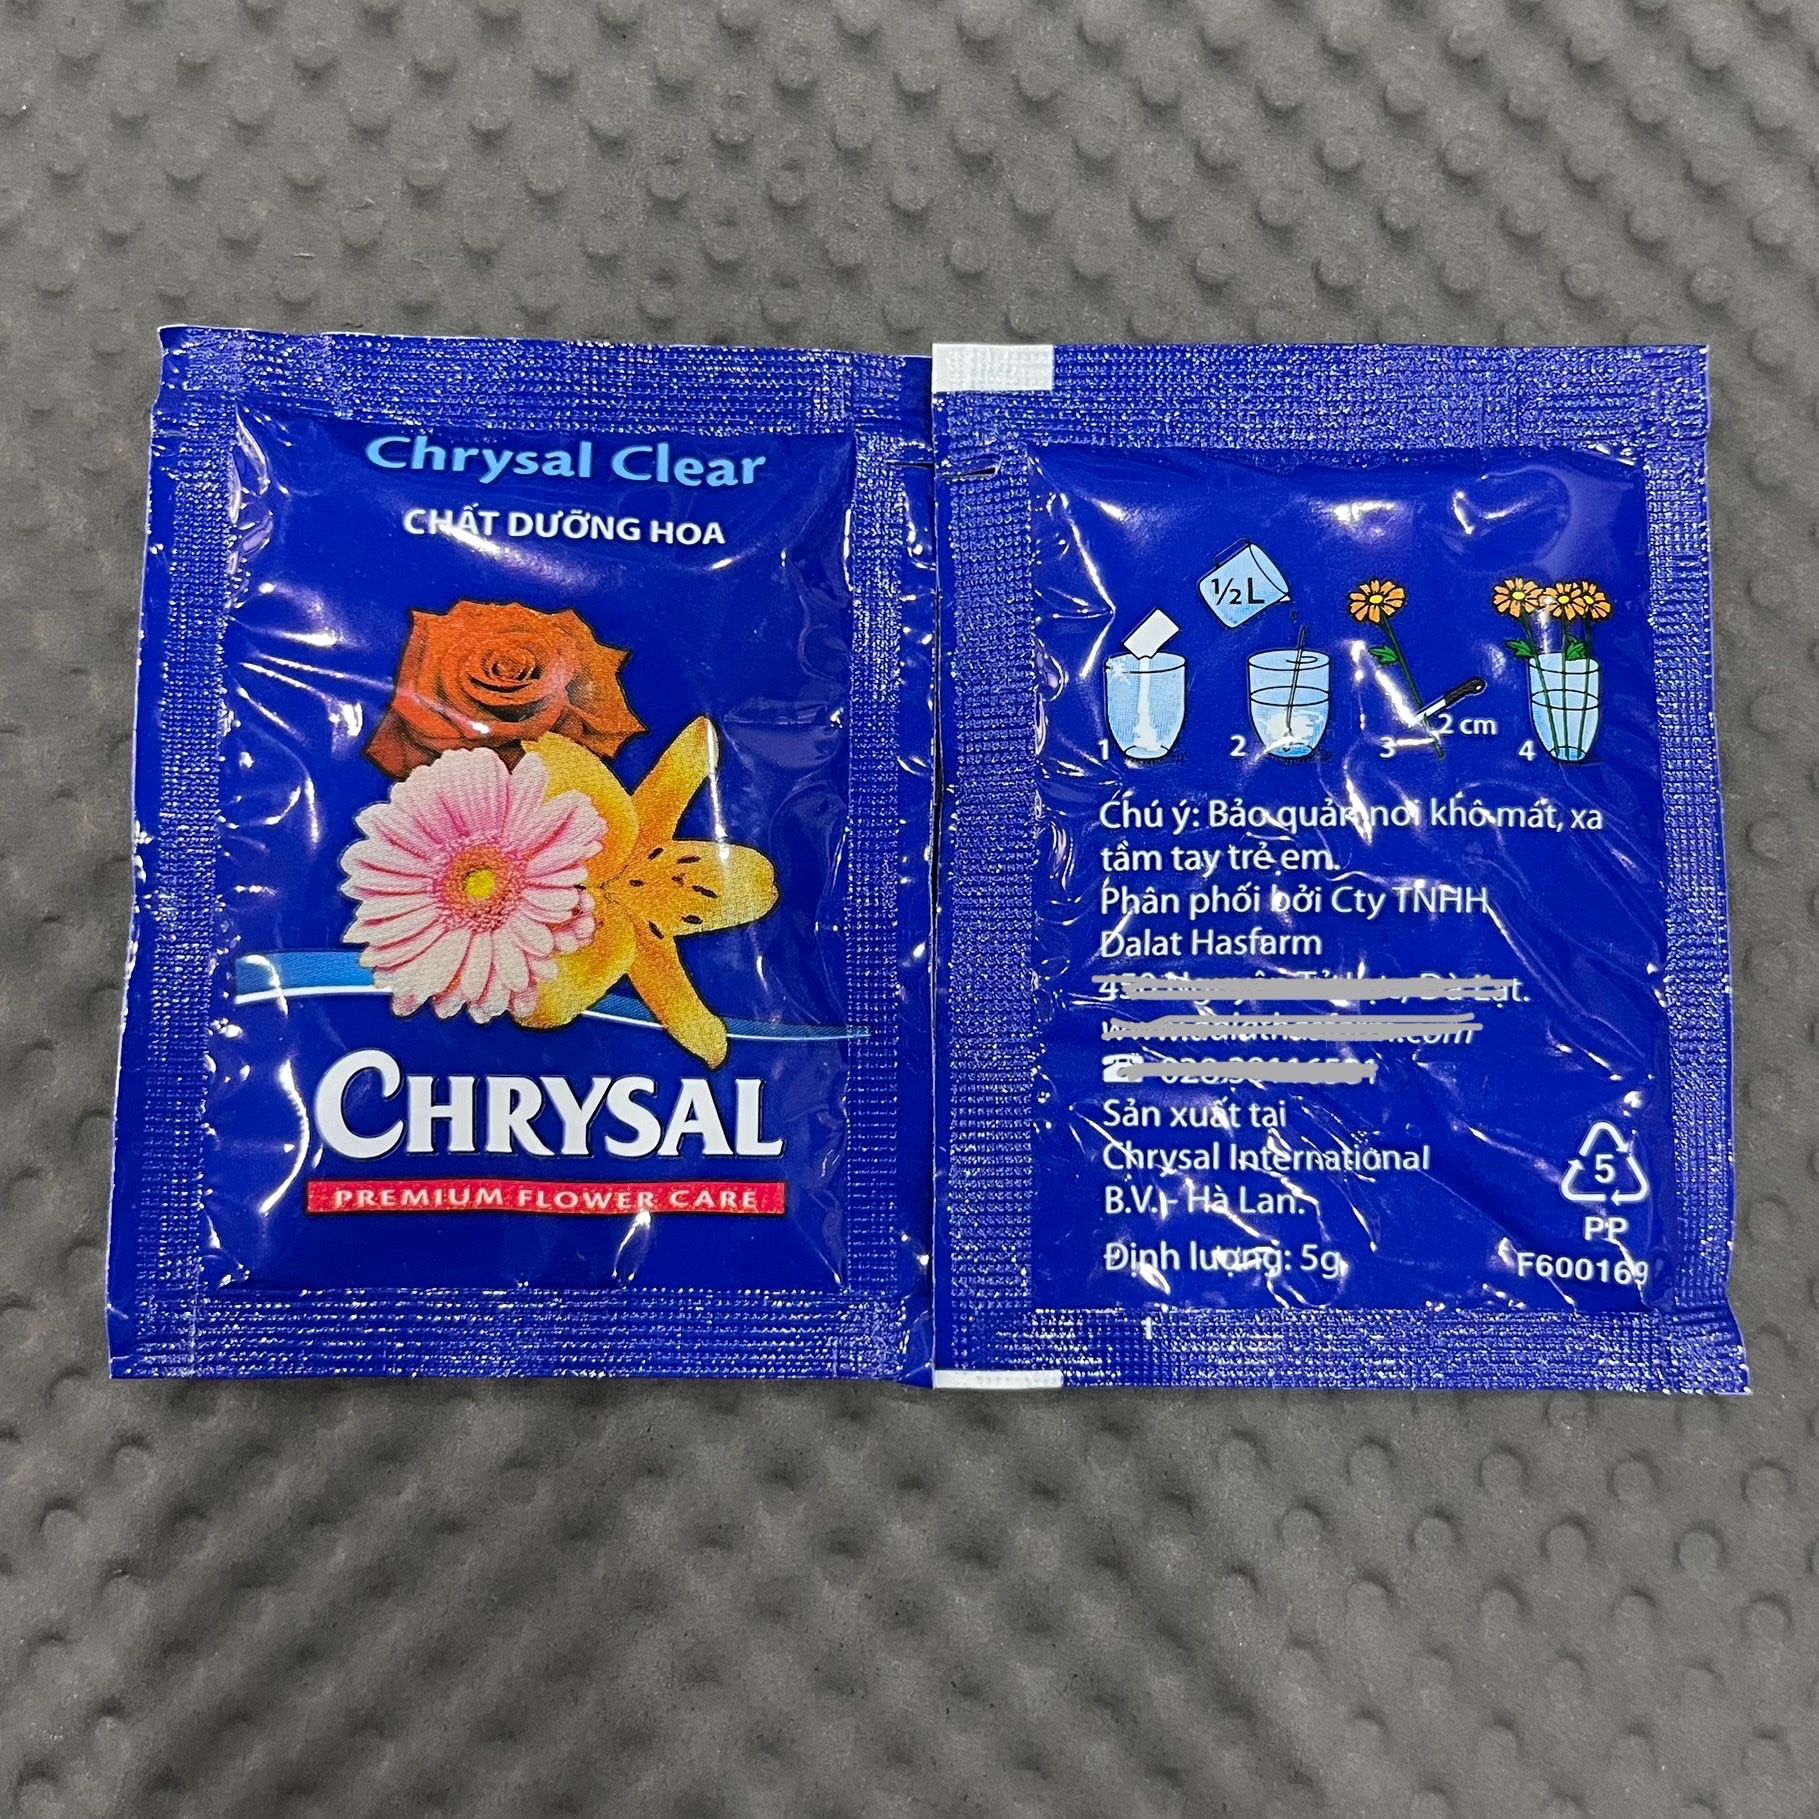 Chrysal Clear
CHẤT DƯỠNG HOA
CHRYSAL
PREMIUM FLOWER CARE
½ L
1
2
3
2 cm
4
Chú ý: Bảo quản nơi khô mát, xa
tầm tay trẻ em.
Phân phối bởi Cty TNHH
Dalat Hasfarm
Sản xuất tại
Chrysal International
B.V. - Hà Lan.
Định lượng: 5g
5
PP
F600169
1